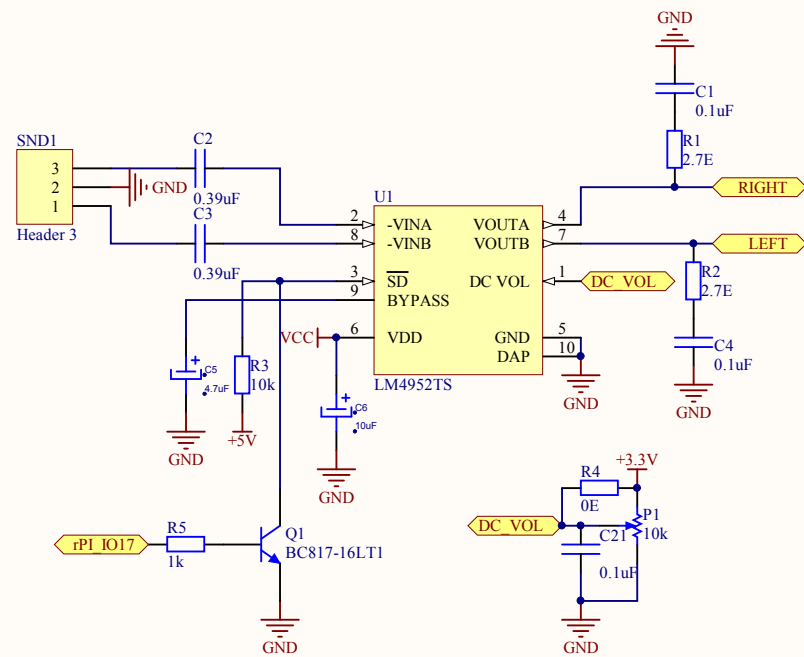 GND
C1
0.1uF
R1
2.7E
SND1
C2
3
2
1
GND
0.39uF
C3
0.39uF
Header 3
U1
2 -VINA VOUTA 4
8 -VINB VOUTB 7
3 SD DC VOL 1
9 BYPASS
6 VDD GND 5
DAP 10
LM4952TS
RIGHT
LEFT
DC_VOL
R2
2.7E
C4
0.1uF
GND
VCC
GND
C5
4.7uF
R3
10k
+5V
GND
C6
10uF
GND
rPI_IO17
R5
1k
Q1
BC817-16LT1
GND
+3.3V
R4
0E
P1
10k
DC_VOL
C21
0.1uF
GND